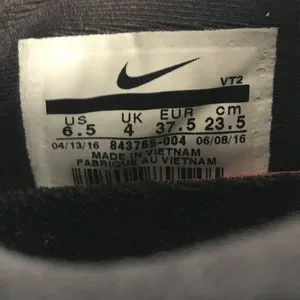 VT2
US UK EUR cm
6.5 4 37.5 23.5
04/13/16 843765-004 06/08/16
MADE IN VIETNAM
FABRIQUE AU VIETNAM